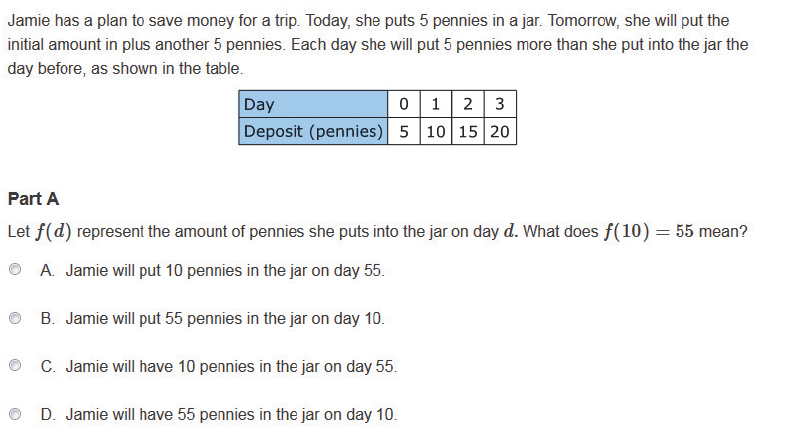 Jamie has a plan to save money for a trip. Today, she puts 5 pennies in a jar. Tomorrow, she will put the
initial amount in plus another 5 pennies. Each day she will put 5 pennies more than she put into the jar the
day before, as shown in the table.
Day 0 1 2 3
Deposit (pennies) 5 10 15 20
Part A
Let f(d) represent the amount of pennies she puts into the jar on day d. What does f(10) = 55 mean?
A. Jamie will put 10 pennies in the jar on day 55.
B. Jamie will put 55 pennies in the jar on day 10.
C. Jamie will have 10 pennies in the jar on day 55.
D. Jamie will have 55 pennies in the jar on day 10.